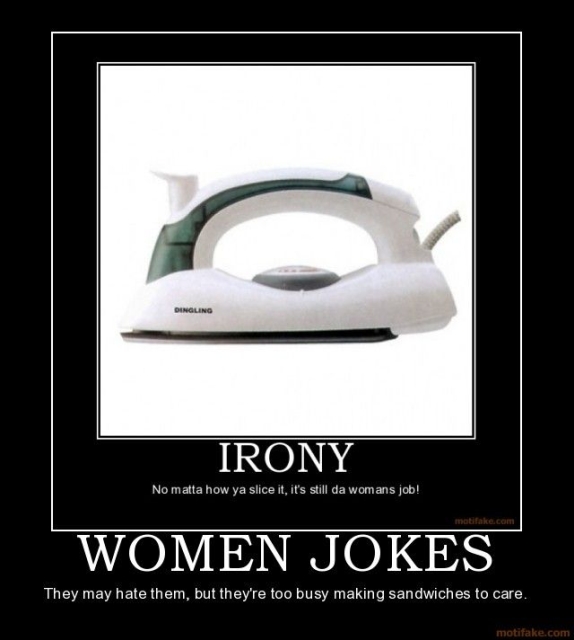 DINGLING
IRONY
No matta how ya slice it, it's still da womans job!
motifake.com
WOMEN JOKES
They may hate them, but they're too busy making sandwiches to care.
motifake.com